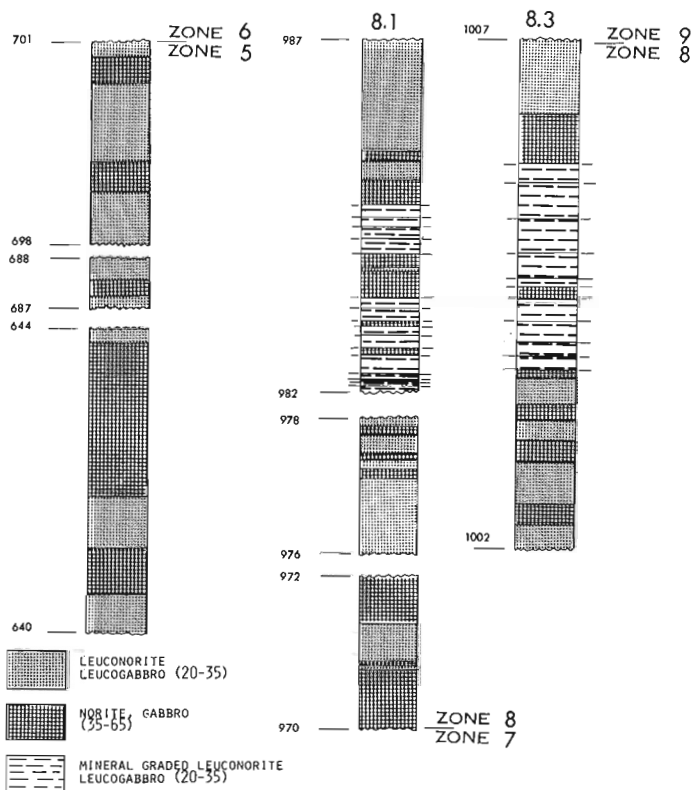 701
ZONE 6
ZONE 5
698
688
687
644
640
8.1
987
982
978
976
972
970
ZONE 8
ZONE 7
8.3
1007
ZONE 9
ZONE 8
1002
LEUCONORITE
LEUCOGABBRO (20-35)
NORITE, GABBRO
(35-65)
MINERAL GRADED LEUCONORITE
LEUCOGABBRO (20-35)